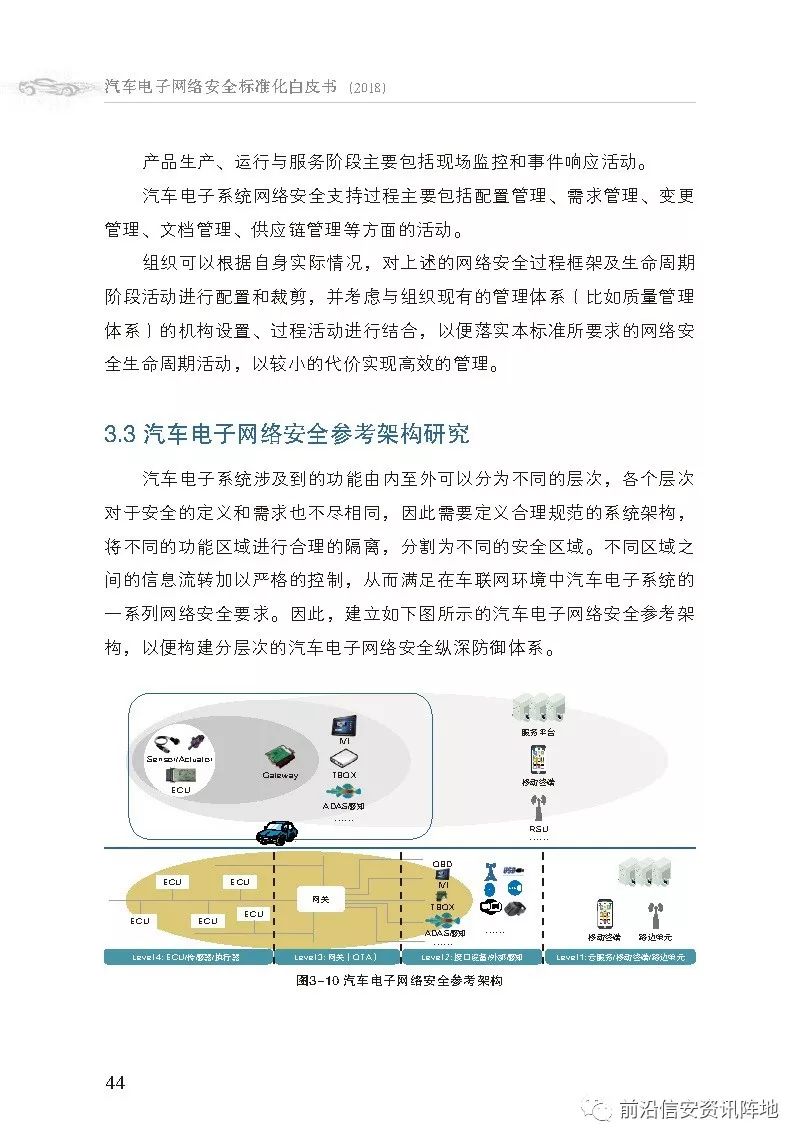 汽车电子网络安全标准化白皮书 (2018)
产品生产、运行与服务阶段主要包括现场监控和事件响应活动。
汽车电子系统网络安全支持过程主要包括配置管理、需求管理、变更
管理、文档管理、供应链管理等方面的活动。
组织可以根据自身实际情况，对上述的网络安全过程框架及生命周期
阶段活动进行配置和裁剪，并考虑与组织现有的管理体系（比如质量管理
体系）的机构设置、过程活动进行结合，以便落实本标准所要求的网络安
全生命周期活动，以较小的代价实现高效的管理。
3.3 汽车电子网络安全参考架构研究
汽车电子系统涉及到的功能由内至外可以分为不同的层次，各个层次
对于安全的定义和需求也不尽相同，因此需要定义合理规范的系统架构，
将不同的功能区域进行合理的隔离，分割为不同的安全区域。不同区域之
间的信息流转加以严格的控制，从而满足在车联网环境中汽车电子系统的
一系列网络安全要求。因此，建立如下图所示的汽车电子网络安全参考架
构，以便构建分层次的汽车电子网络安全纵深防御体系。
Sensor/Actuator
ECU
Gateway
IVI
TBOX
ADAS/感知
……
服务平台
移动终端
RSU
……
ECU
ECU
ECU
ECU
ECU
网关
OBD
IVI
TBOX
ADAS/感知
……
USB
……
移动终端
路边单元
Level4: ECU/传感器/执行器
Level3: 网关（OTA）
Level2: 接口设备/外部感知
Level1: 云服务/移动终端/路边单元
图3-10 汽车电子网络安全参考架构
44
前沿信安资讯阵地